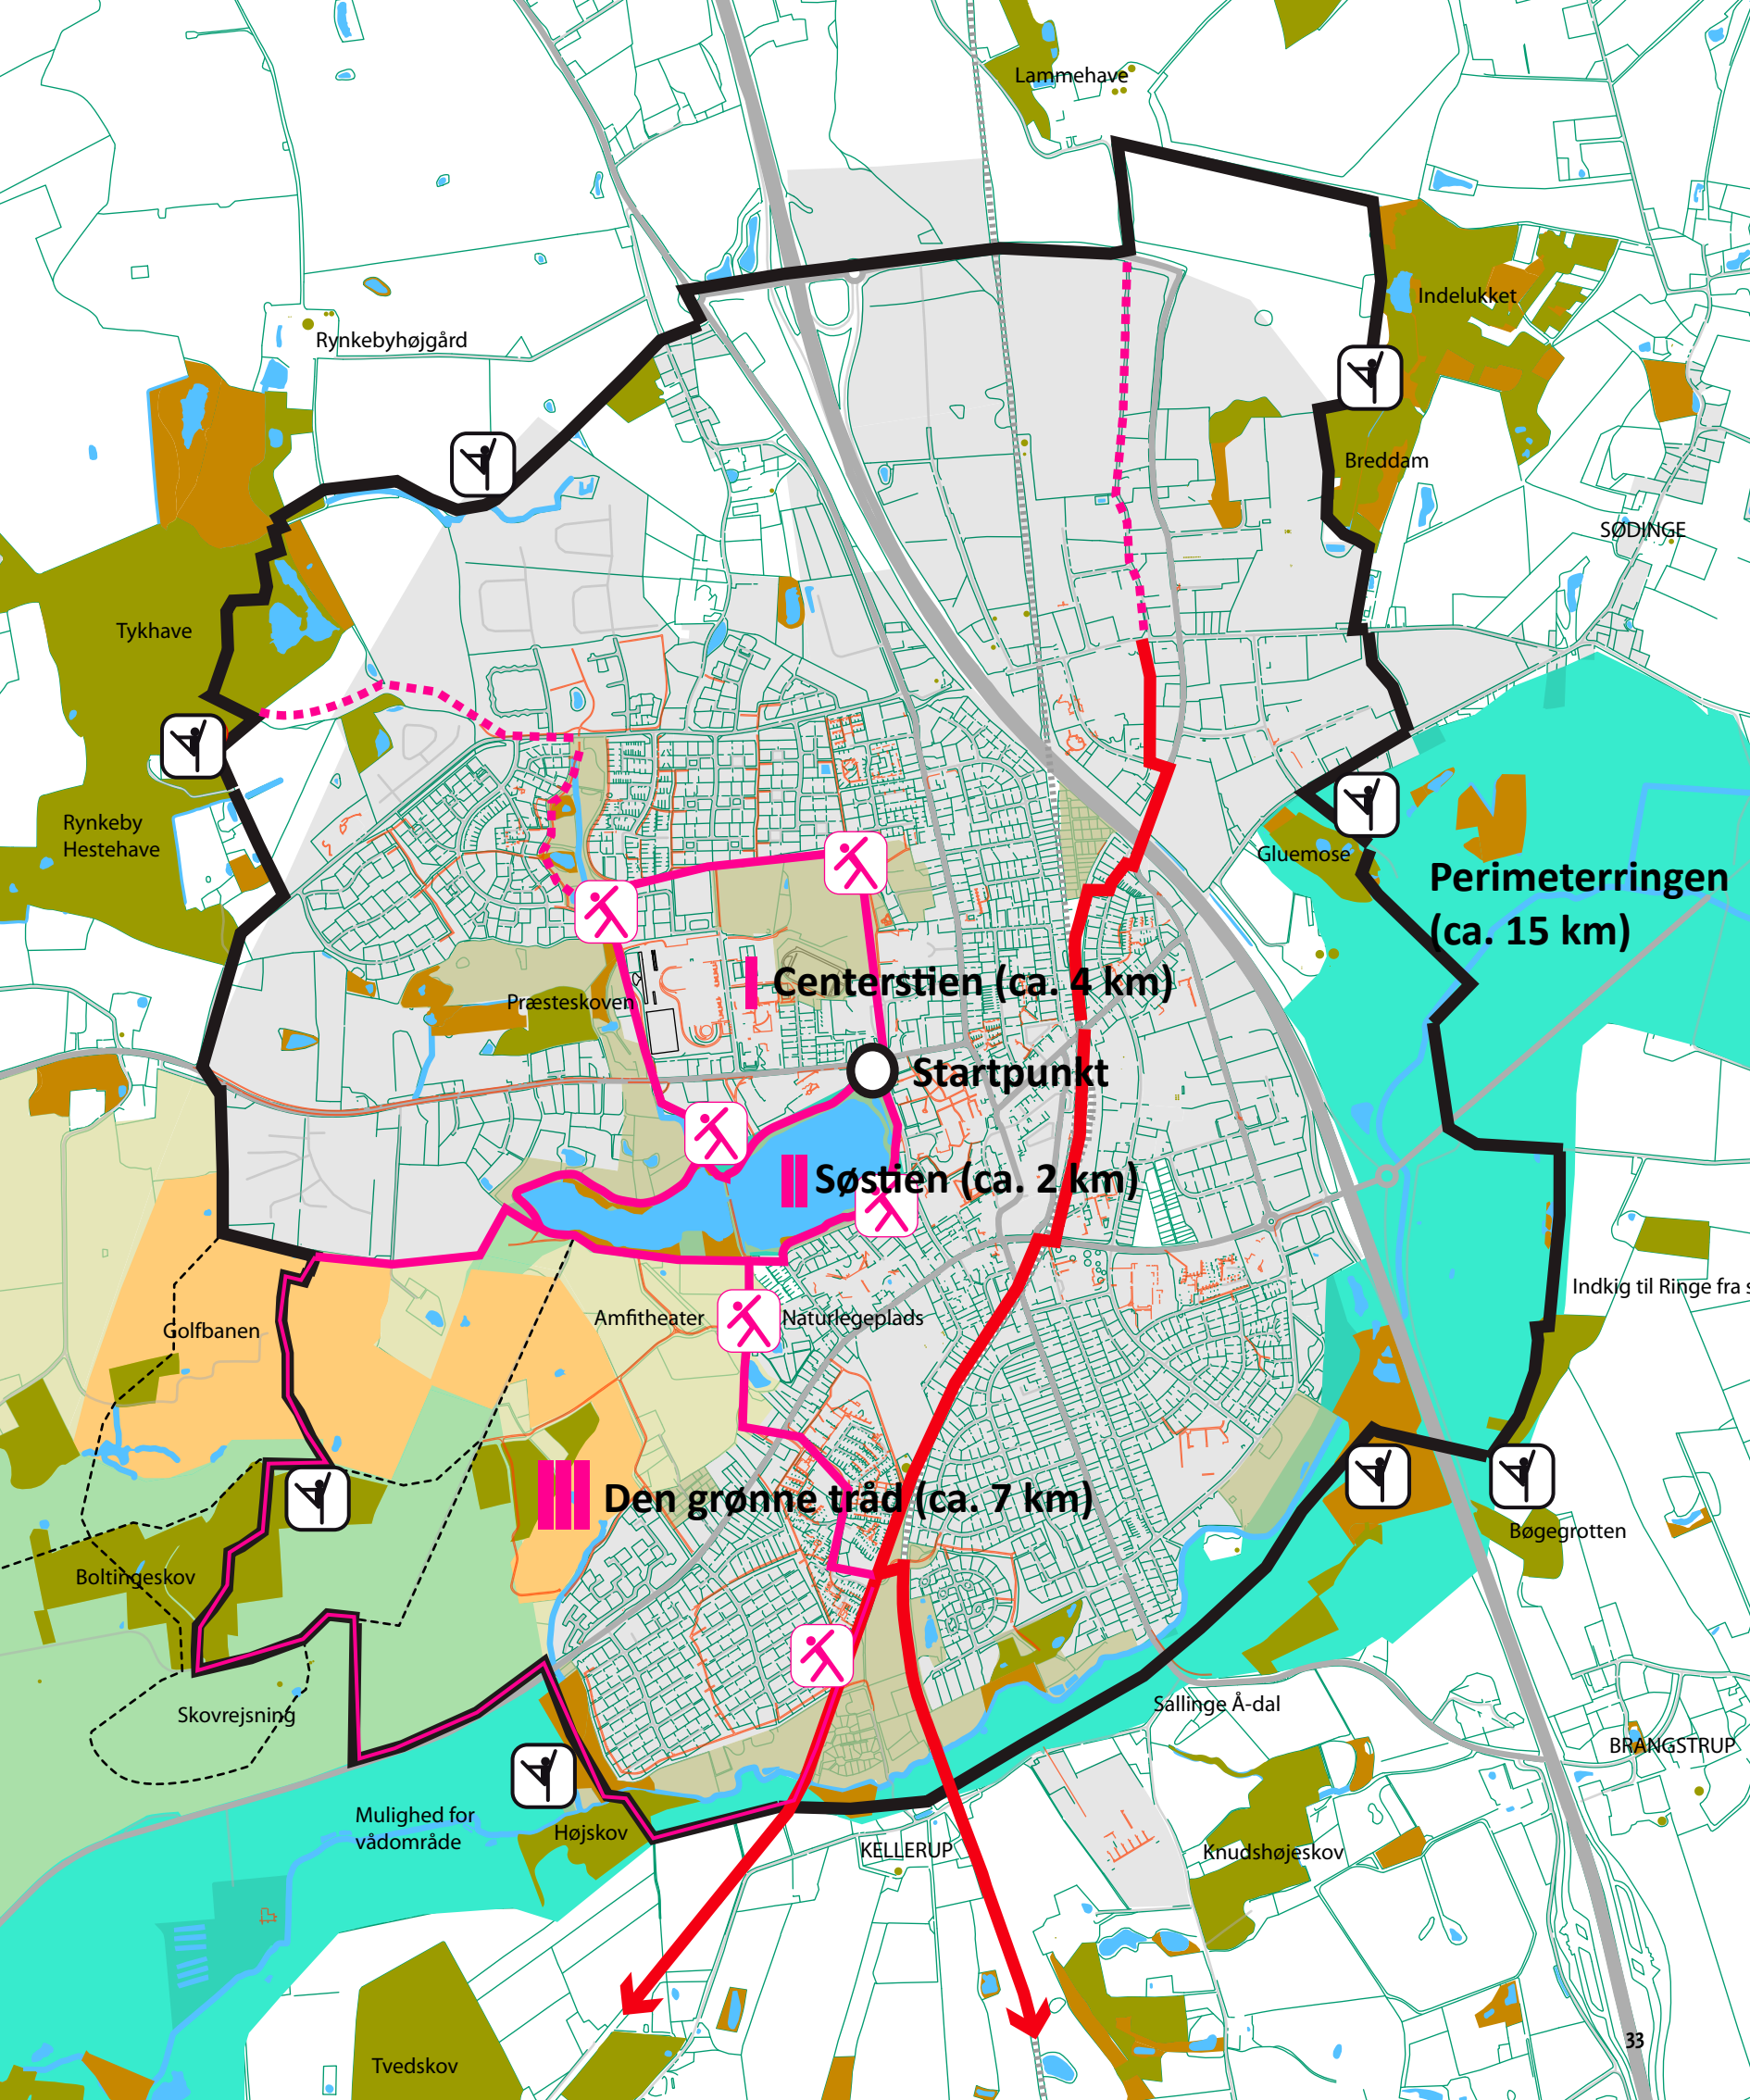 Lammehave
Indelukket
Rynkebyhøjgård
Breddam
SØDINGE
Tykhave
Rynkeby
Hestehave
Gluemose
Perimeterringen
(ca. 15 km)
I Centerstien (ca. 4 km)
Præsteskoven
Startpunkt
II Søstien (ca. 2 km)
Indkig til Ringe fra s
Amfitheater
Naturlegeplads
Golfbanen
III Den grønne tråd (ca. 7 km)
Bøgegrotten
Boltingeskov
Sallinge Å-dal
Skovrejsning
BRANGSTRUP
Mulighed for
vådområde
Højskov
KELLERUP
Knudshøjeskov
33
Tvedskov